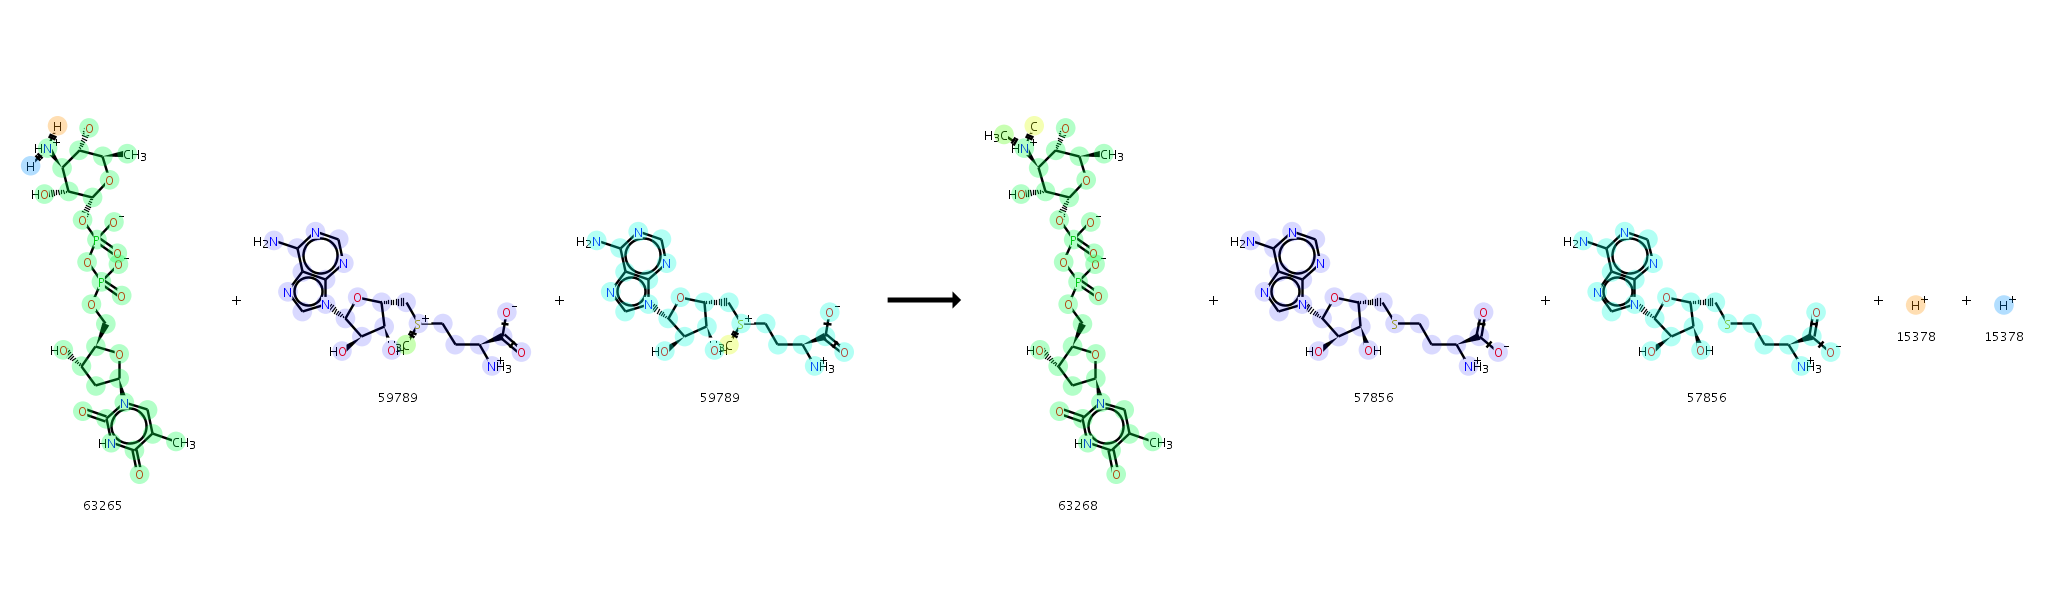 H
O
HN+
H
CH3
O
HO
O
O-
P
O
O
O-
P
O
O
HO
O
N
O
HN
CH3
O
63265
+
H2N
N
N
N
N
O
HO
OH
S+
C
O-
O
NH3+
59789
+
H2N
N
N
N
N
O
HO
OH
S+
C
O-
O
NH3+
59789
H3C
C
HN+
O
CH3
O
HO
O
O-
P
O
O
O-
P
O
O
HO
O
N
O
HN
CH3
O
63268
+
H2N
N
N
N
N
O
HO
OH
S
O
O-
NH3+
57856
+
H2N
N
N
N
N
O
HO
OH
S
O
O-
NH3+
57856
+
H+
15378
+
H+
15378